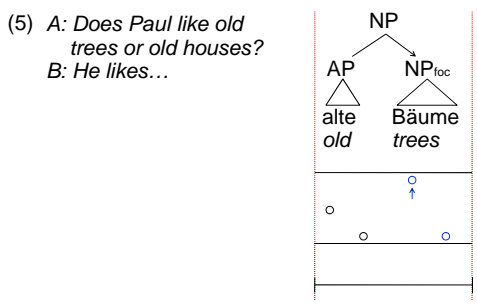 (5) A: Does Paul like old
trees or old houses?
B: He likes…
NP
AP NPfoc
alte Bäume
old trees